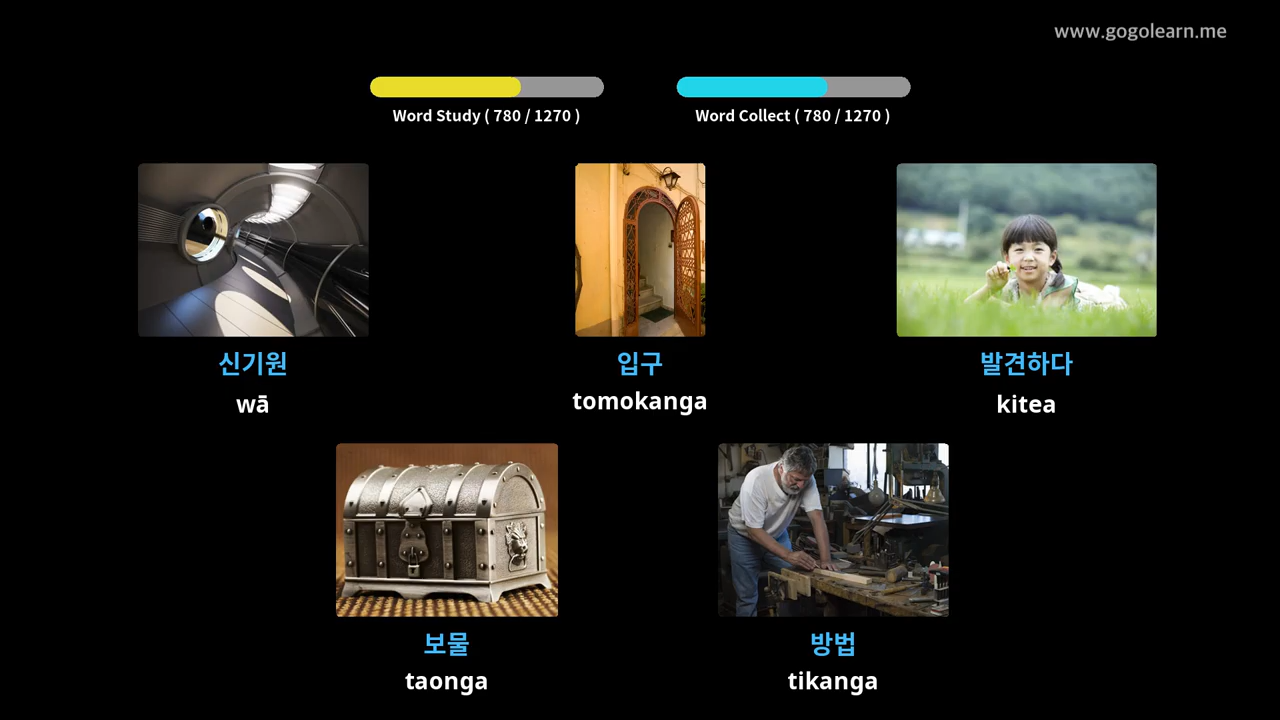 www.gogolearn.me
Word Study ( 780 / 1270 )
Word Collect ( 780 / 1270 )
신기원
wā
입구
tomokanga
발견하다
kitea
보물
taonga
방법
tikanga